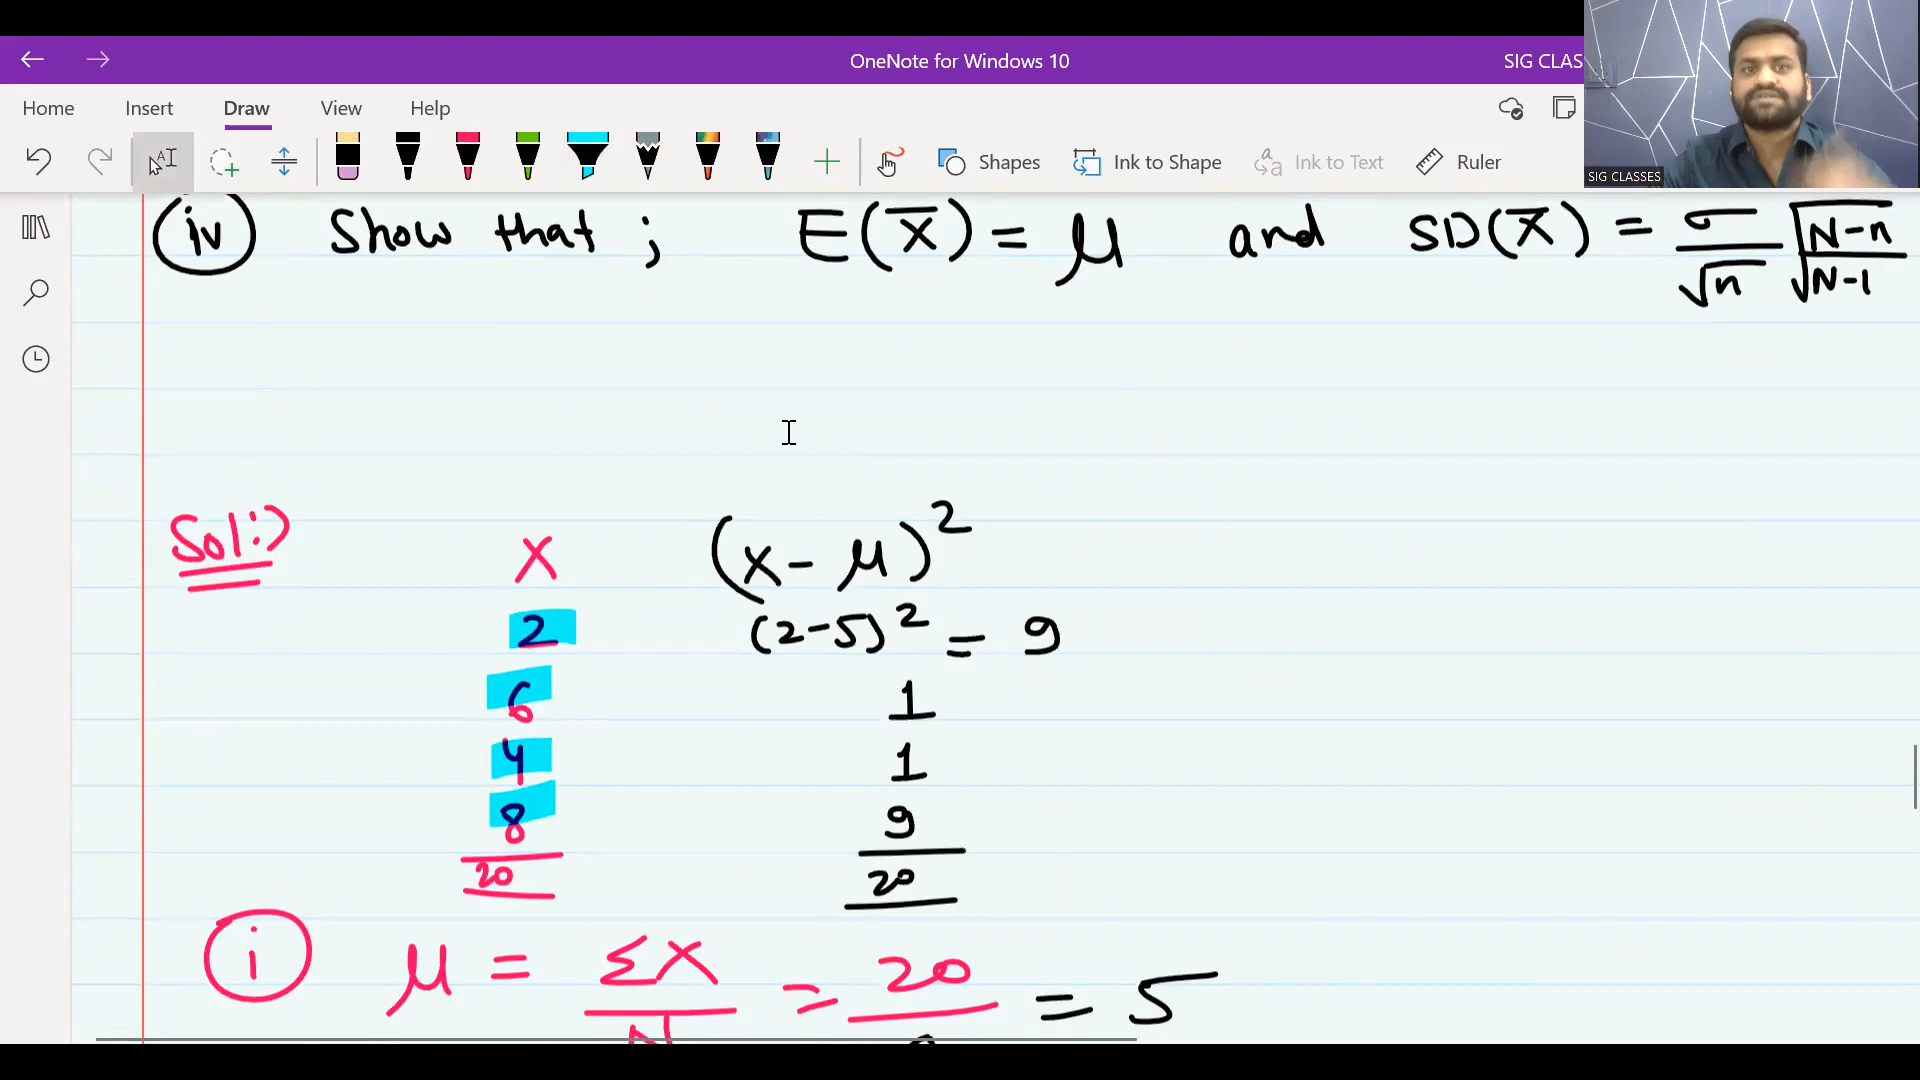 OneNote for Windows 10
SIG CLAS
Home Insert Draw View Help
Shapes Ink to Shape Ink to Text Ruler
SIG CLASSES
(iv) Show that ; E(X̄) = μ and SD(X̄) = σ/√n √N-n/√N-1
Sol:)
X (x - μ)²
2 (2-5)² = 9
6 1
4 1
8 9
20 20
(i) μ = ΣX/N = 20/ = 5